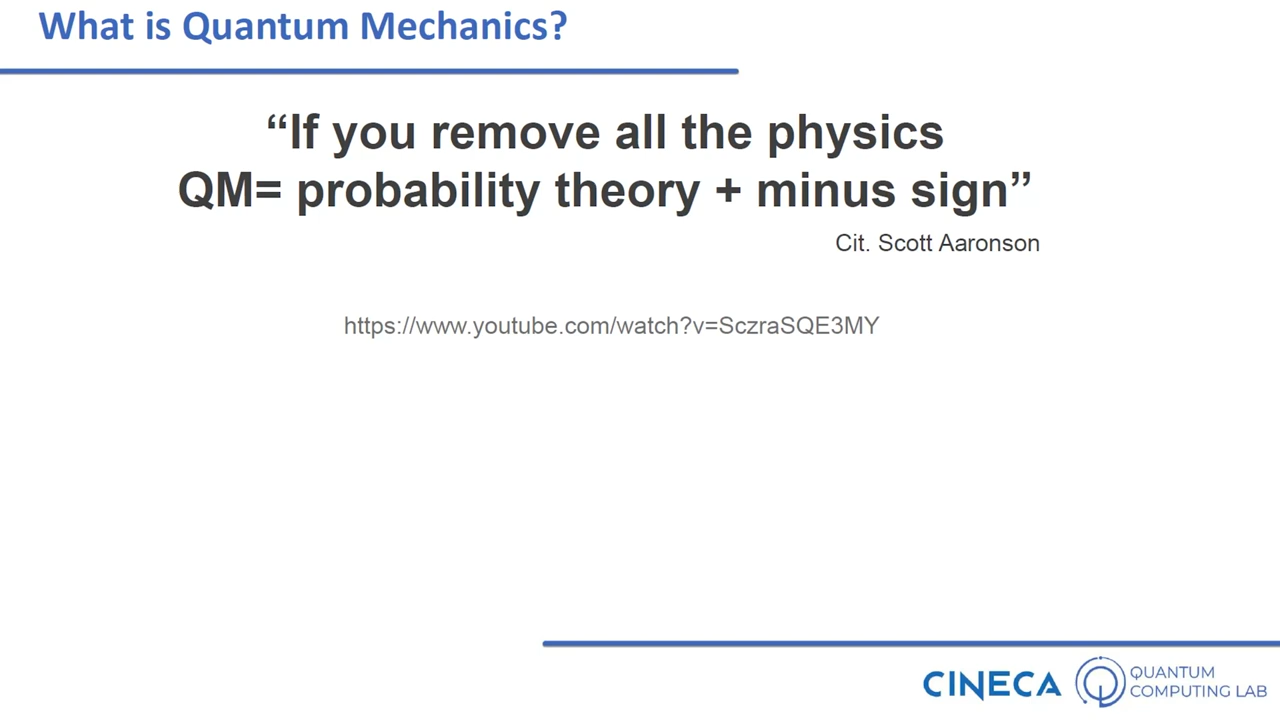 What is Quantum Mechanics?
“If you remove all the physics
QM= probability theory + minus sign”
Cit. Scott Aaronson
https://www.youtube.com/watch?v=SczraSQE3MY
CINECA
QUANTUM
COMPUTING LAB